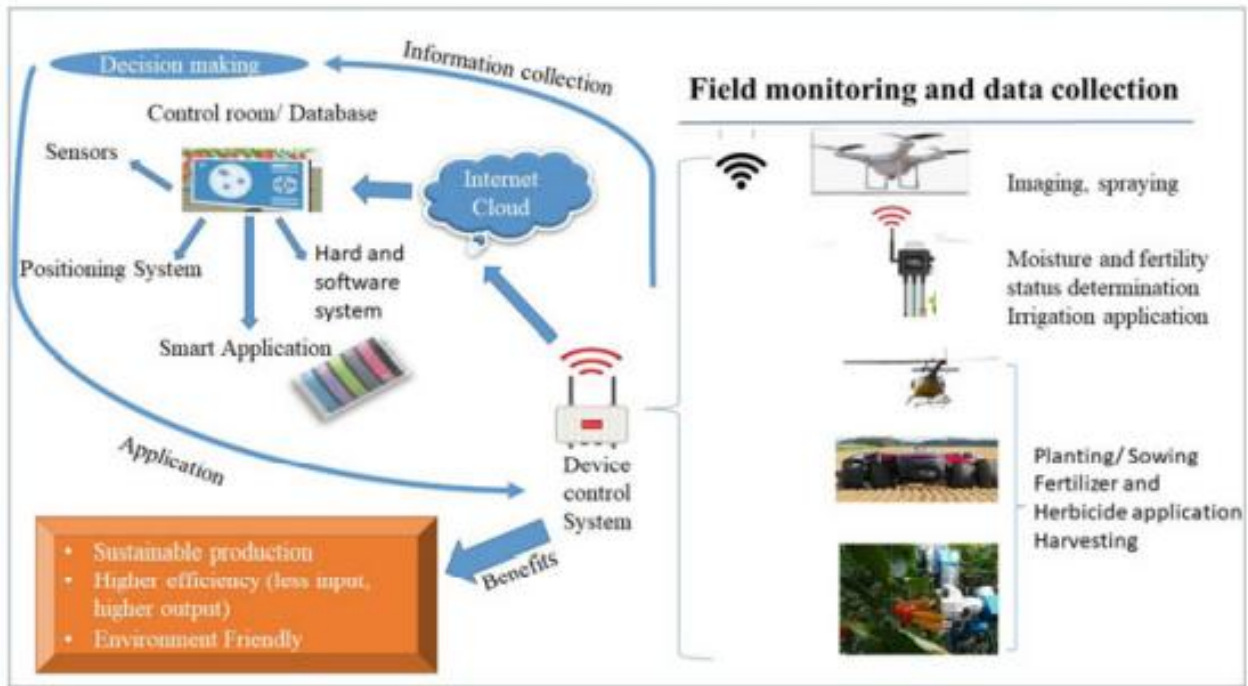 Decision making
Information collection
Control room/ Database
Sensors
Positioning System
Hard and
software
system
Smart Application
Internet
Cloud
Application
Device
control
System
Benefits
• Sustainable production
• Higher efficiency (less input,
higher output)
• Environment Friendly
Field monitoring and data collection
Imaging, spraying
Moisture and fertility
status determination
Irrigation application
Planting/ Sowing
Fertilizer and
Herbicide application
Harvesting